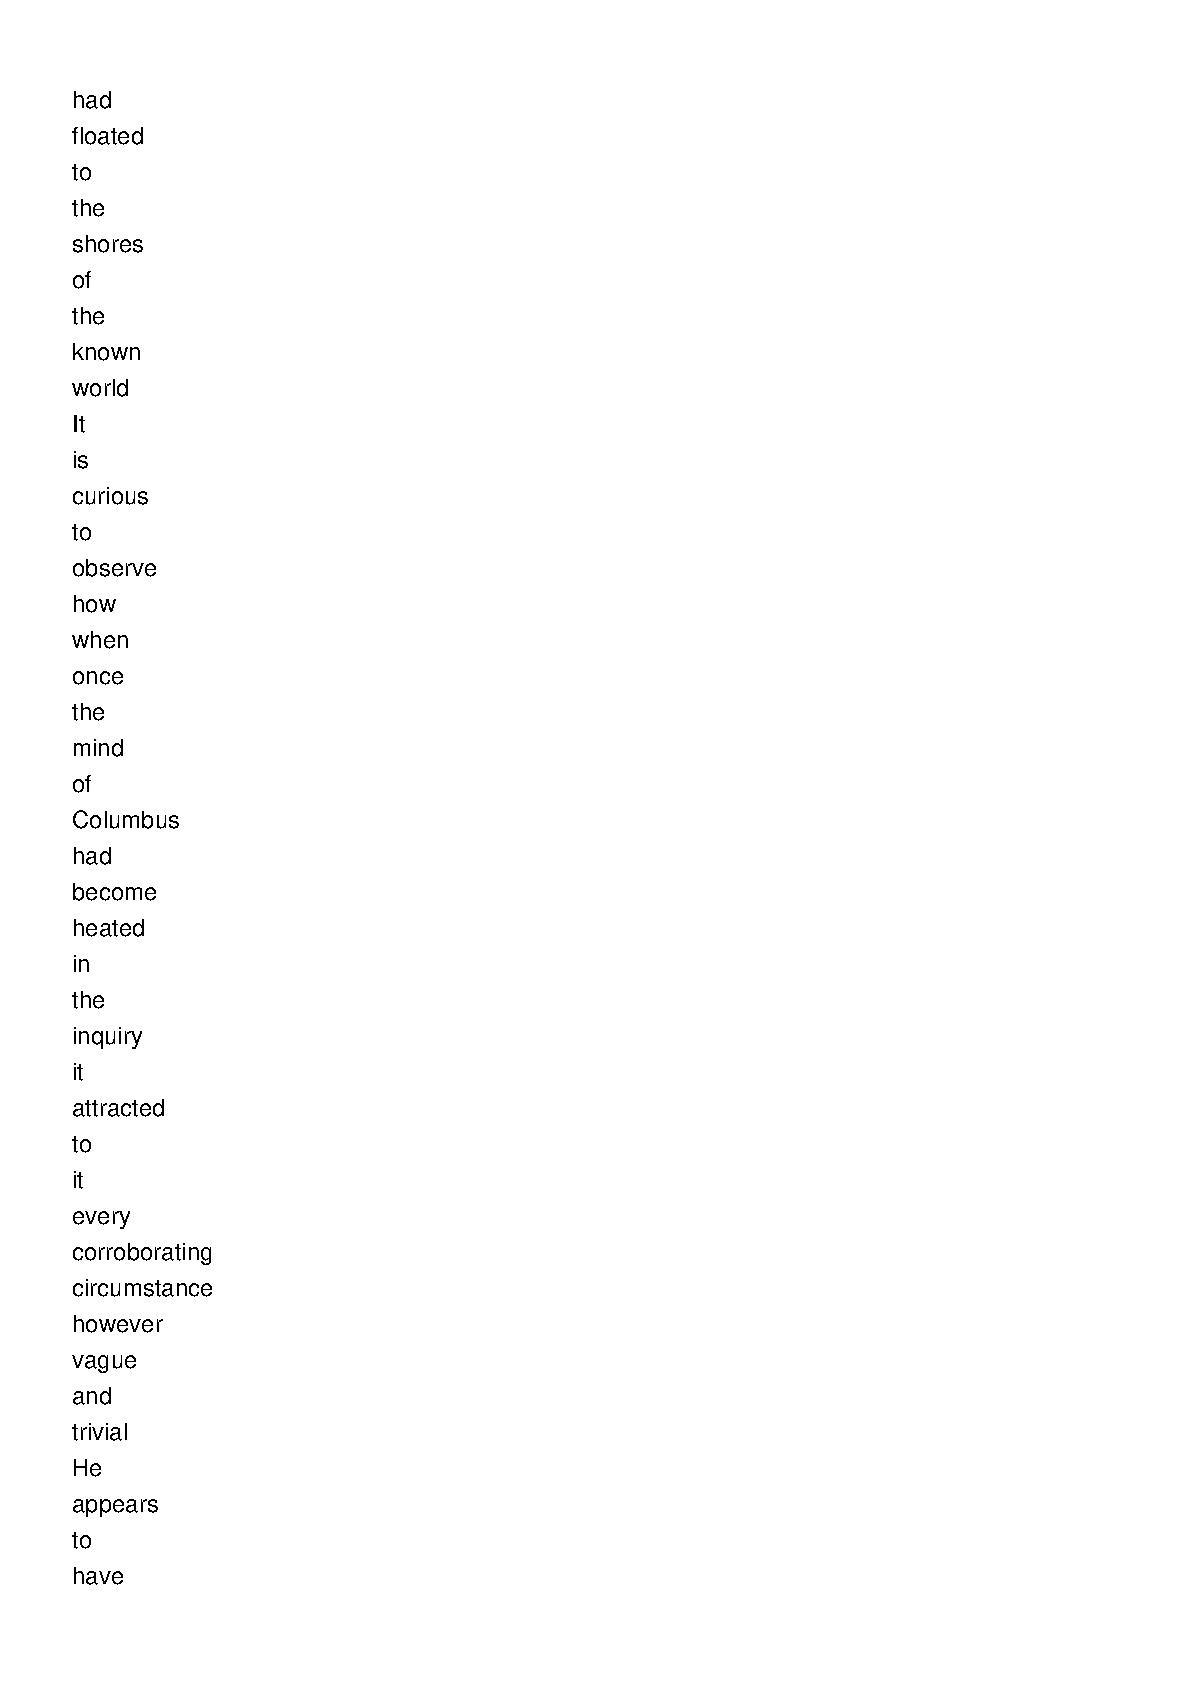 had
floated
to
the
shores
of
the
known
world
It
is
curious
to
observe
how
when
once
the
mind
of
Columbus
had
become
heated
in
the
inquiry
it
attracted
to
it
every
corroborating
circumstance
however
vague
and
trivial
He
appears
to
have